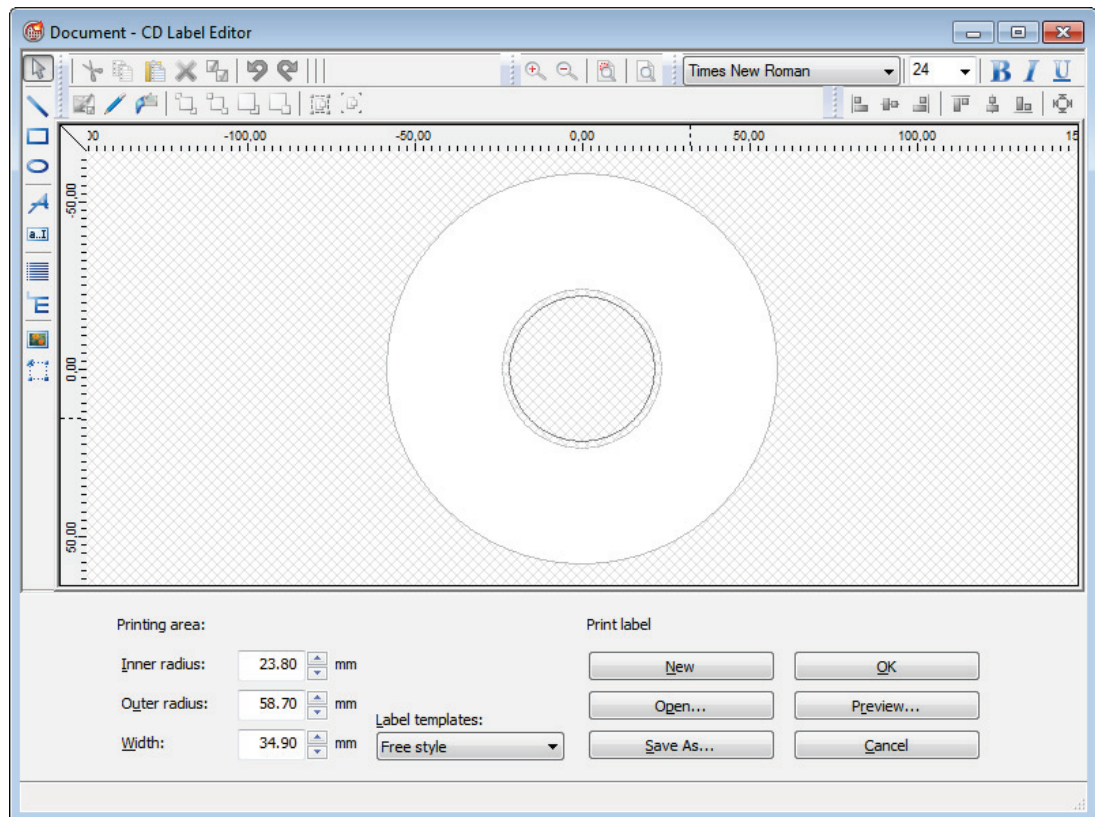 Document - CD Label Editor
Times New Roman 24 B I U
00 -100,00 -50,00 0,00 50,00 100,00 15
-50,00
A
a..I
E
0,00
50,00
Printing area: Print label
Inner radius: 23.80 mm New OK
Outer radius: 58.70 mm Open... Preview...
Label templates:
Width: 34.90 mm Free style Save As... Cancel